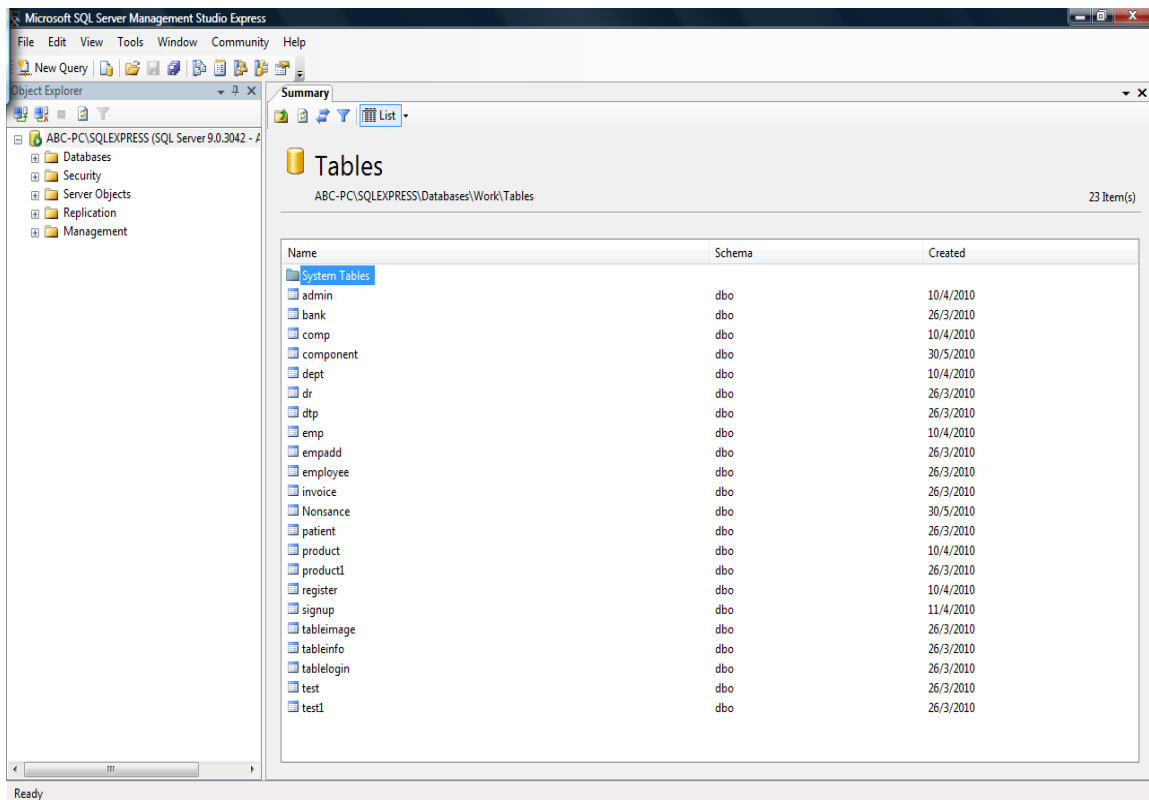 Microsoft SQL Server Management Studio Express
File Edit View Tools Window Community Help
New Query
Object Explorer
Summary
List
ABC-PC\SQLEXPRESS (SQL Server 9.0.3042 - A
Databases
Security
Server Objects
Replication
Management
Tables
ABC-PC\SQLEXPRESS\Databases\Work\Tables 23 Item(s)
Name Schema Created
System Tables
admin dbo 10/4/2010
bank dbo 26/3/2010
comp dbo 10/4/2010
component dbo 30/5/2010
dept dbo 10/4/2010
dr dbo 26/3/2010
dtp dbo 26/3/2010
emp dbo 10/4/2010
empadd dbo 26/3/2010
employee dbo 26/3/2010
invoice dbo 26/3/2010
Nonsance dbo 30/5/2010
patient dbo 26/3/2010
product dbo 10/4/2010
product1 dbo 26/3/2010
register dbo 10/4/2010
signup dbo 11/4/2010
tableimage dbo 26/3/2010
tableinfo dbo 26/3/2010
tablelogin dbo 26/3/2010
test dbo 26/3/2010
test1 dbo 26/3/2010
Ready